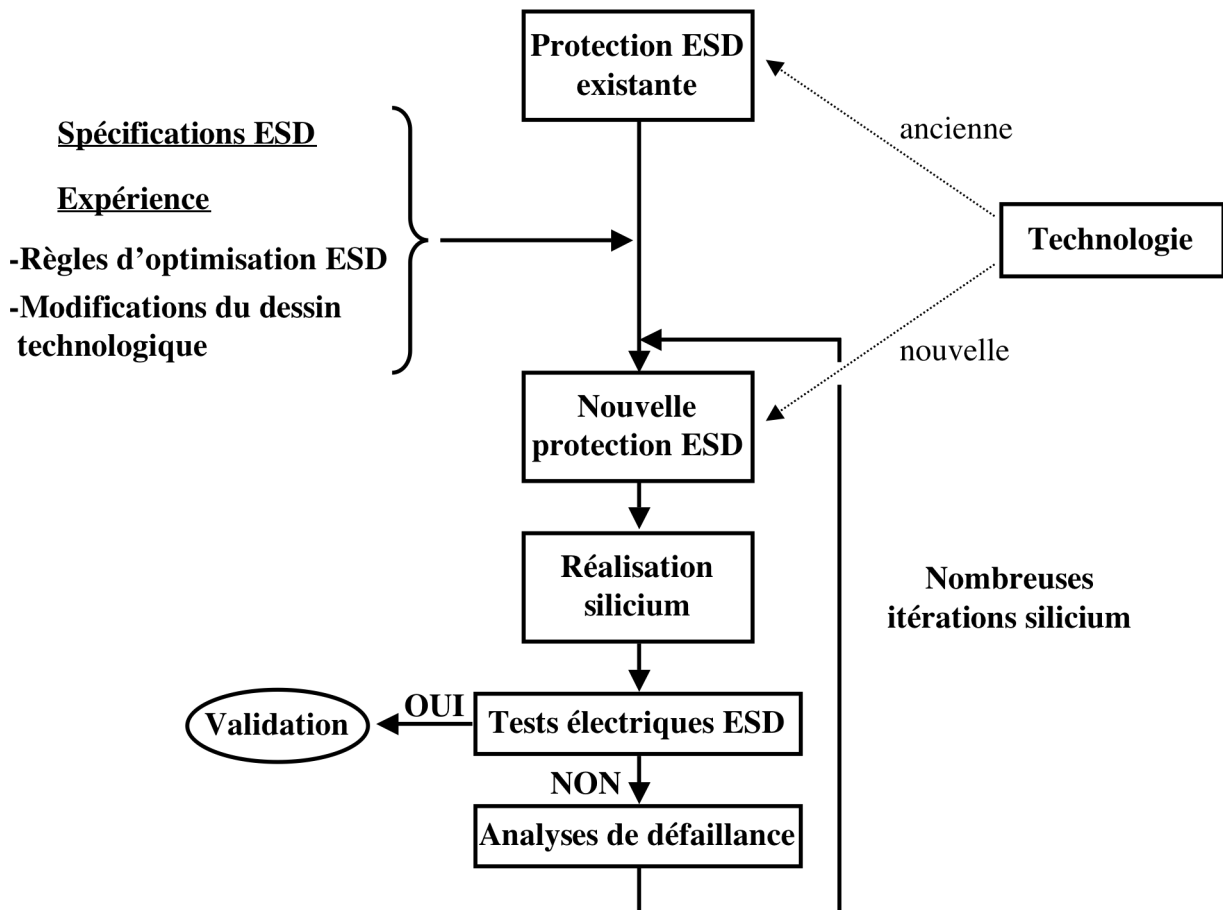 Protection ESD
existante
Spécifications ESD
ancienne
Expérience
Technologie
-Règles d’optimisation ESD
-Modifications du dessin
technologique
nouvelle
Nouvelle
protection ESD
Réalisation
silicium
Nombreuses
itérations silicium
OUI
Validation
Tests électriques ESD
NON
Analyses de défaillance